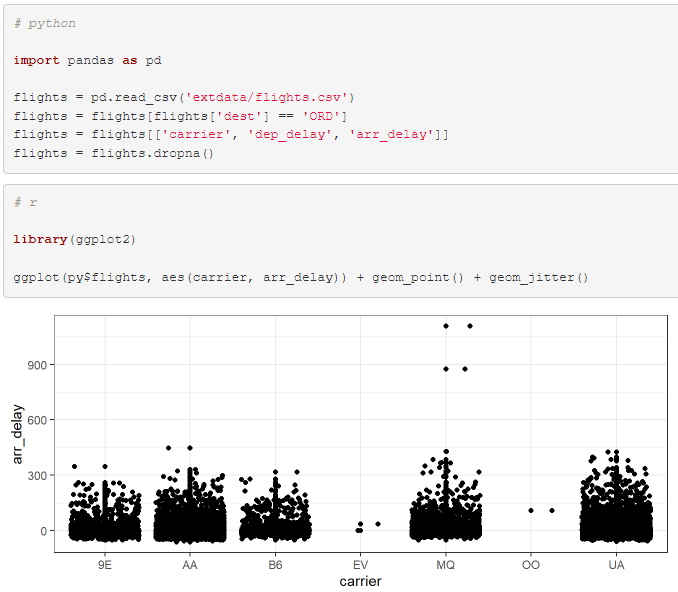 # python
import pandas as pd
flights = pd.read_csv('extdata/flights.csv')
flights = flights[flights['dest'] == 'ORD']
flights = flights[['carrier', 'dep_delay', 'arr_delay']]
flights = flights.dropna()
# r
library(ggplot2)
ggplot(py$flights, aes(carrier, arr_delay)) + geom_point() + geom_jitter()
arr_delay
900
600
300
0
9E AA B6 EV MQ OO UA
carrier